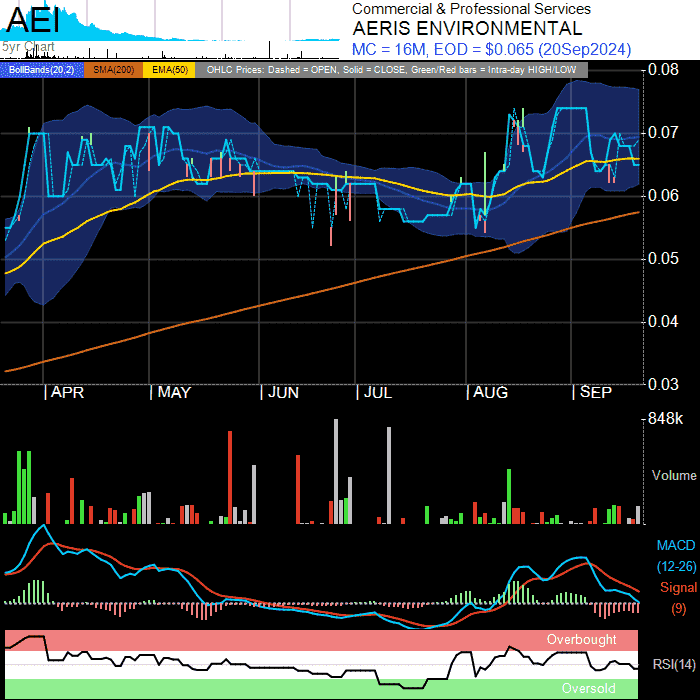 AEI
Commercial & Professional Services
AERIS ENVIRONMENTAL
MC = 16M, EOD = $0.065 (20Sep2024)
5yr Chart
BollBands(20,2) SMA(200) EMA(50) OHLC Prices: Dashed = OPEN, Solid = CLOSE, Green/Red bars = Intra-day HIGH/LOW
0.08
0.07
0.06
0.05
0.04
0.03
APR MAY JUN JUL AUG SEP
848k
Volume
MACD
(12-26)
Signal
(9)
Overbought
RSI(14)
Oversold